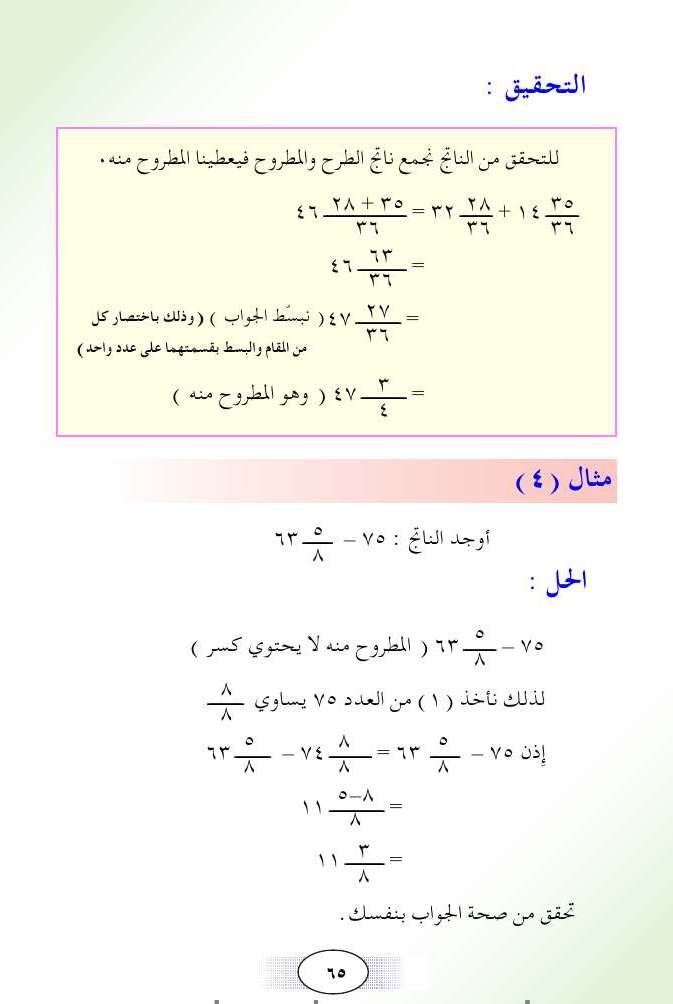 التحقيق :
للتحقق من الناتج نجمع ناتج الطرح والمطروح فيعطينا المطروح منه .
٣٥/٣٦ ١٤ + ٢٨/٣٦ ٣٢ = ٣٥ + ٢٨/٣٦ ٤٦
= ٦٣/٣٦ ٤٦
= ٢٧/٣٦ ٤٧ ( نبسّط الجواب ) ( وذلك باختصار كل
من المقام والبسط بقسمتهما على عدد واحد )
= ٣/٤ ٤٧ ( وهو المطروح منه )
مثال ( ٤ )
أوجد الناتج : ٧٥ – ٥/٨ ٦٣
الحل :
٧٥ – ٥/٨ ٦٣ ( المطروح منه لا يحتوي كسر )
لذلك نأخذ ( ١ ) من العدد ٧٥ يساوي ٨/٨
إذن ٧٥ – ٥/٨ ٦٣ = ٨/٨ ٧٤ – ٥/٨ ٦٣
= ٨–٥/٨ ١١
= ٣/٨ ١١
تحقق من صحة الجواب بنفسك .
٦٥